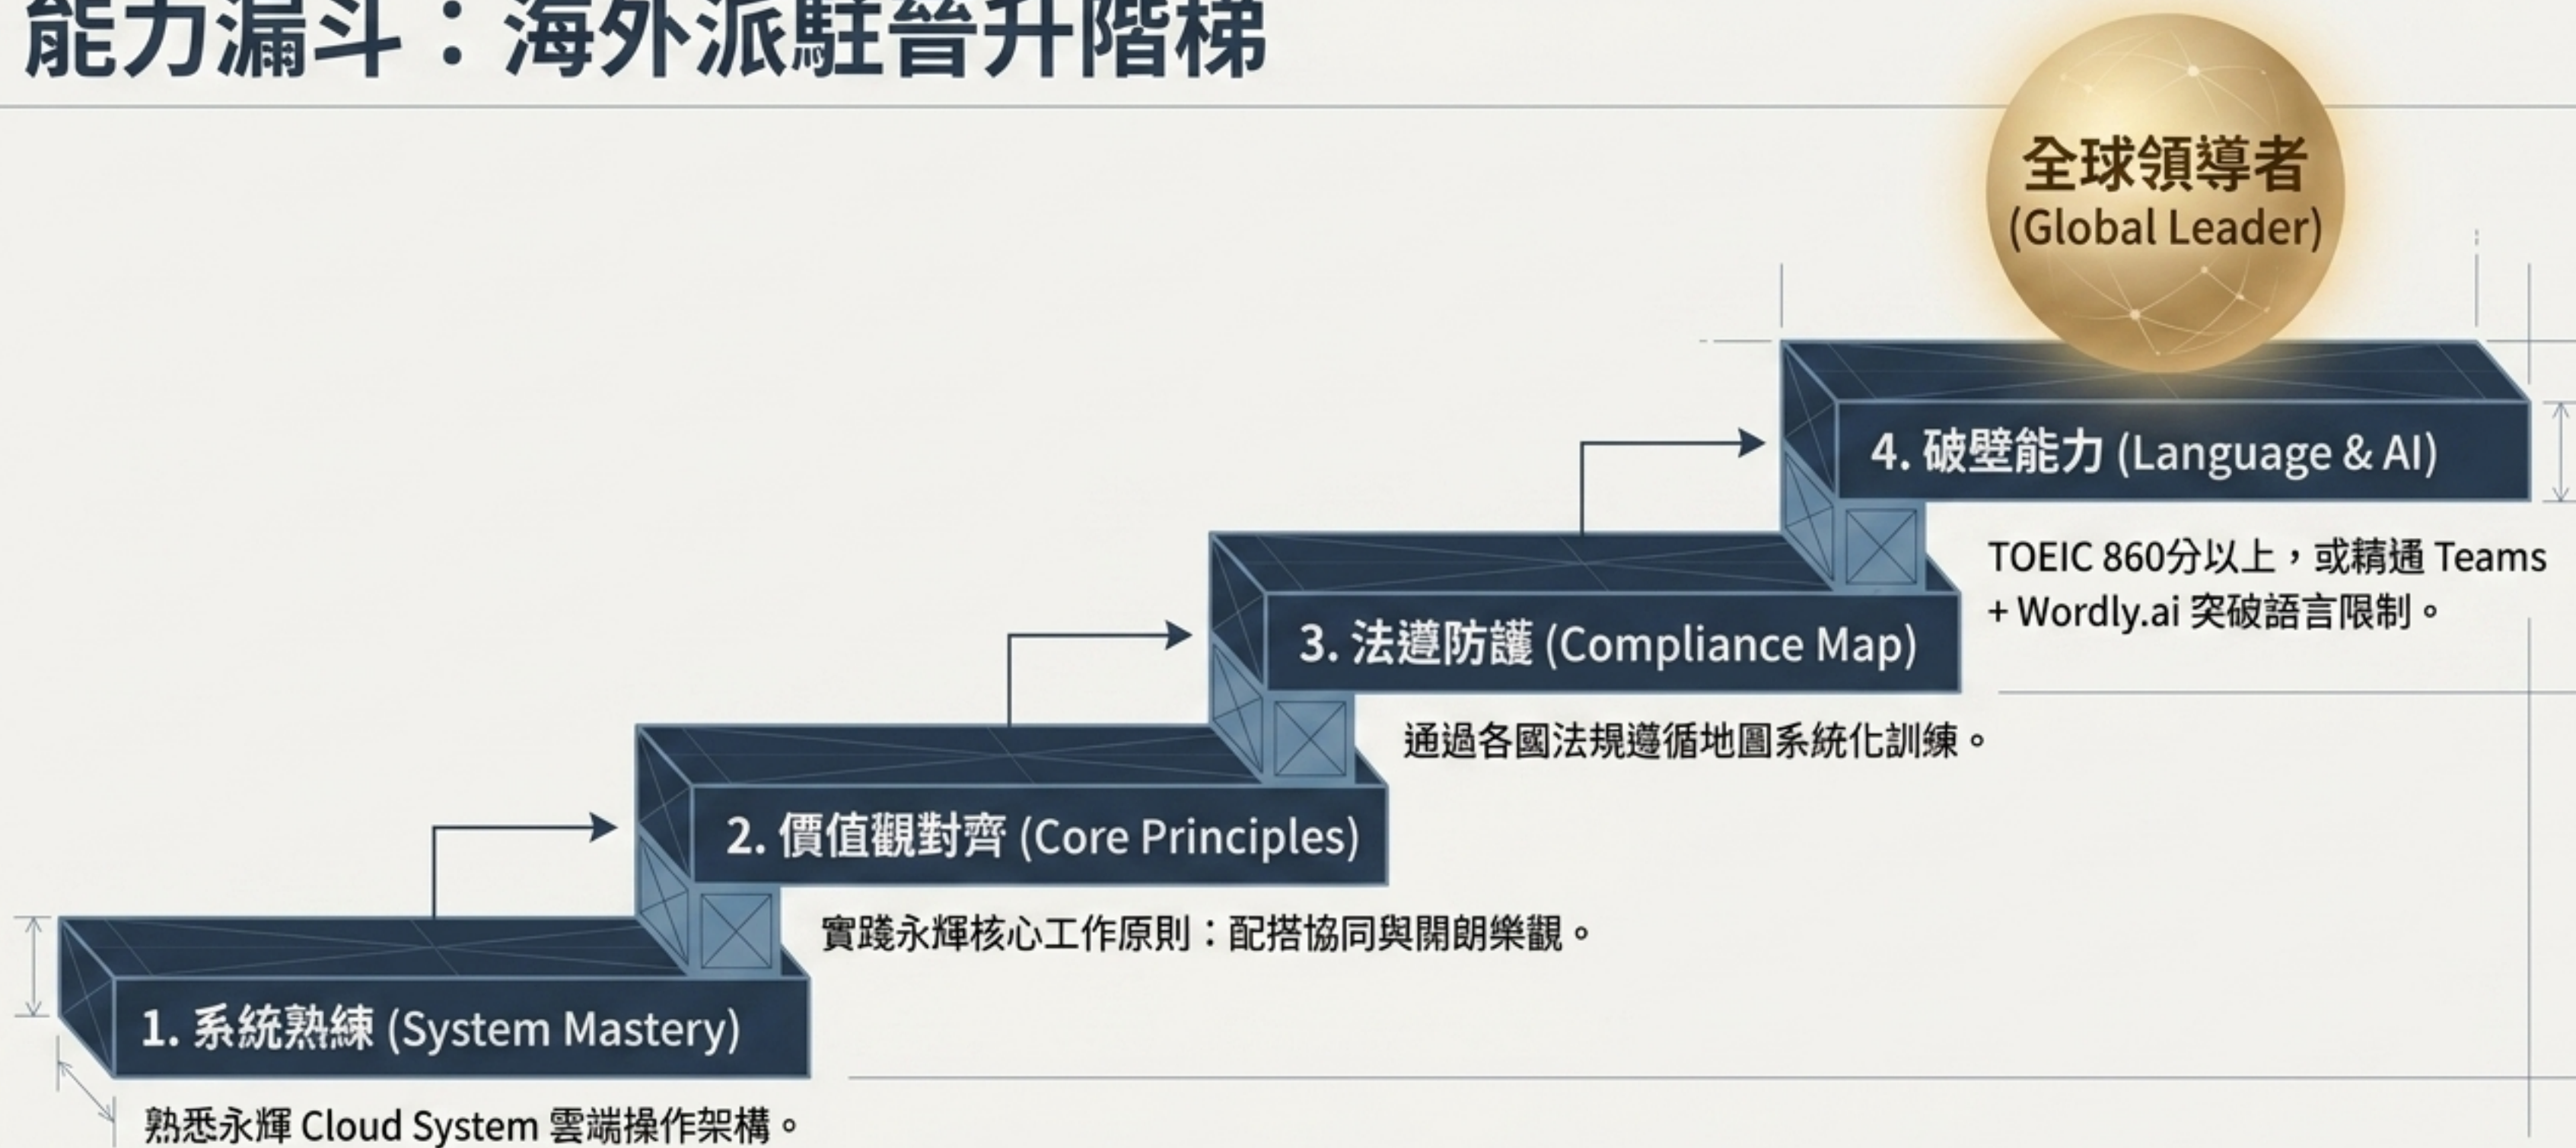 能力漏斗：海外派駐晉升階梯
全球領導者
(Global Leader)
4. 破壁能力 (Language & AI)
TOEIC 860分以上，或精通 Teams
+ Wordly.ai 突破語言限制。
3. 法遵防護 (Compliance Map)
通過各國法規遵循地圖系統化訓練。
2. 價值觀對齊 (Core Principles)
實踐永輝核心工作原則：配搭協同與開朗樂觀。
1. 系統熟練 (System Mastery)
熟悉永輝 Cloud System 雲端操作架構。